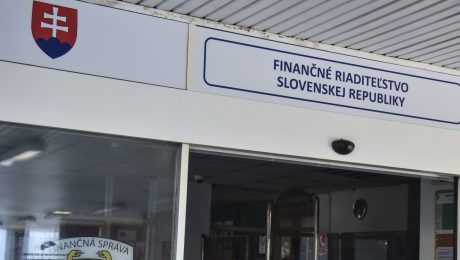 FINANČNÉ RIADITEĽSTVO
SLOVENSKEJ REPUBLIKY
FINANČNÁ SPRÁVA